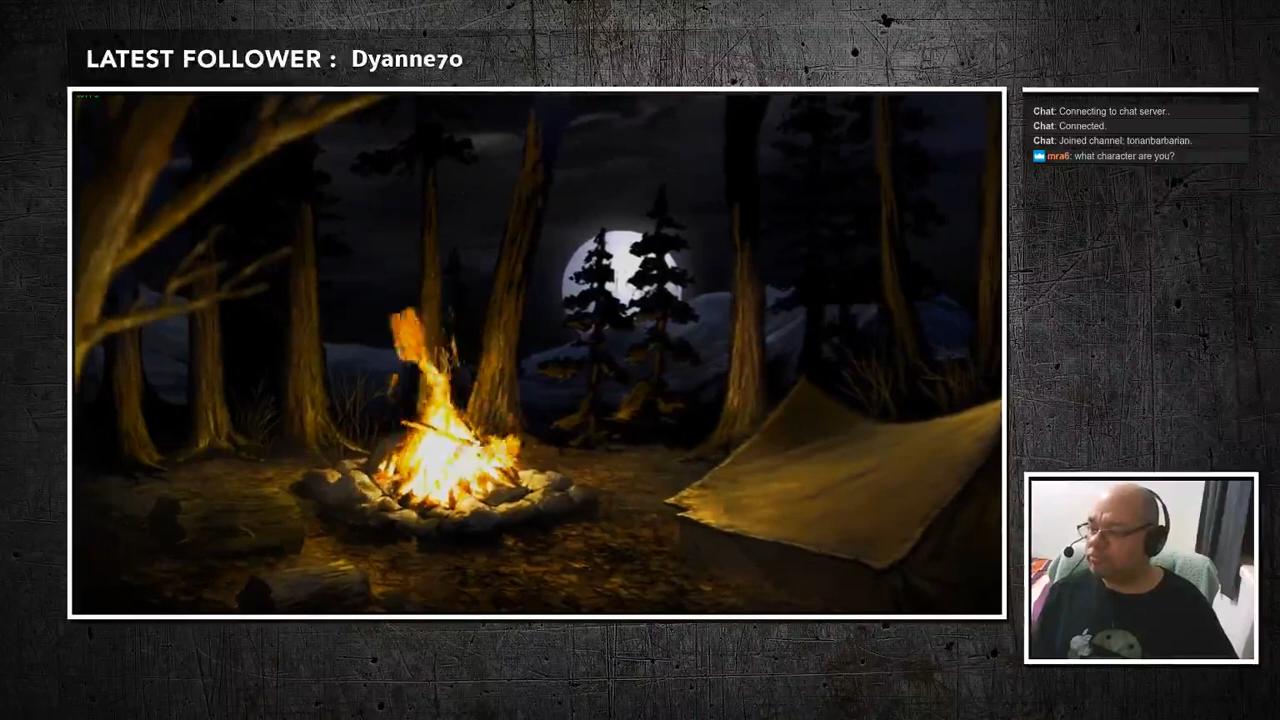 LATEST FOLLOWER : Dyanne70
Chat: Connecting to chat server..
Chat: Connected.
Chat: Joined channel: tonanbarbarian.
mra6: what character are you?